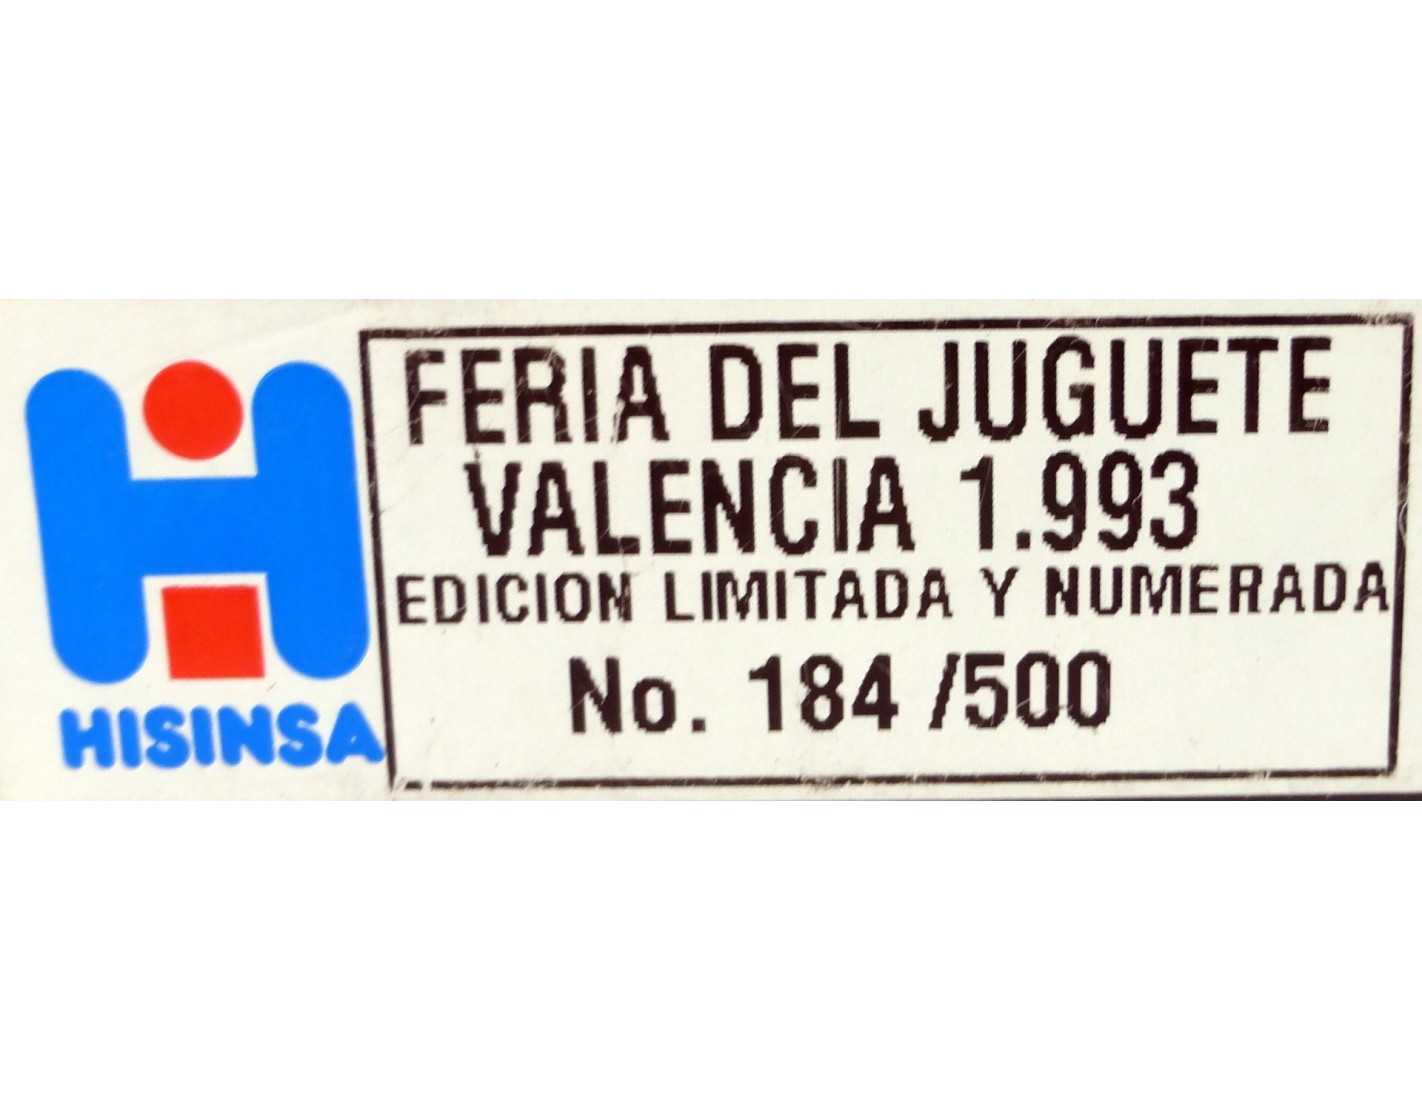 HISINSA
FERIA DEL JUGUETE
VALENCIA 1.993
EDICION LIMITADA Y NUMERADA
No. 184 /500